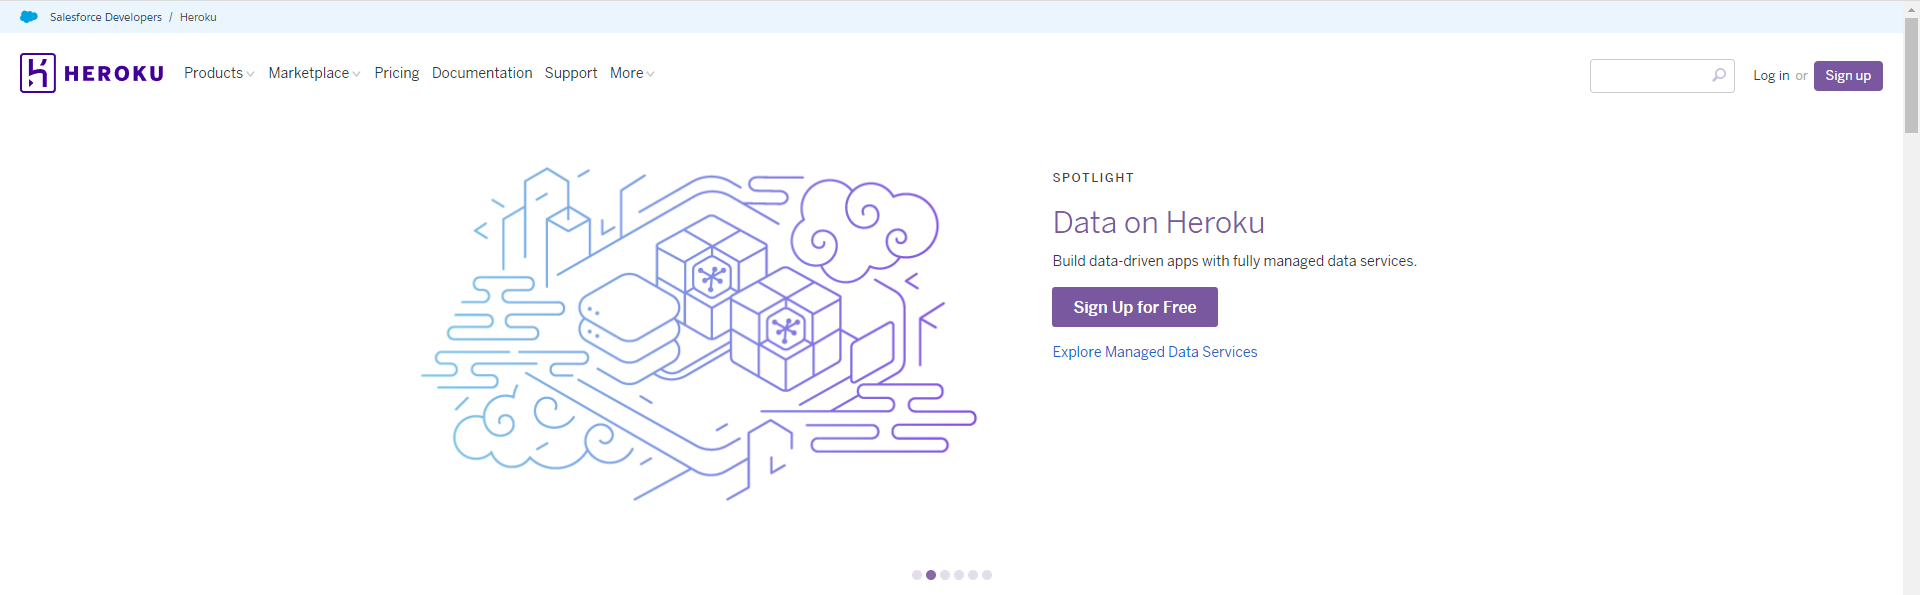 Salesforce Developers / Heroku
HEROKU Products Marketplace Pricing Documentation Support More Log in or Sign up
SPOTLIGHT
Data on Heroku
Build data-driven apps with fully managed data services.
Sign Up for Free
Explore Managed Data Services